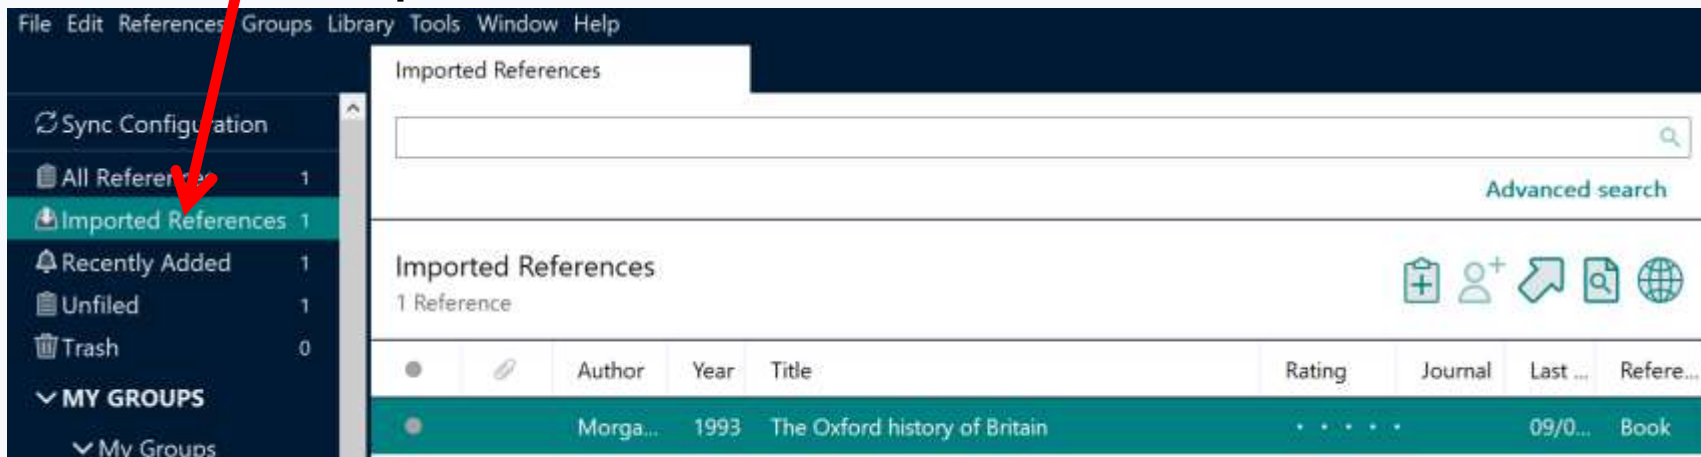 File Edit References Groups Library Tools Window Help
Imported References
Sync Configuration
Advanced search
All References 1
Imported References 1
Recently Added 1
Unfiled 1
Trash 0
MY GROUPS
My Groups
Imported References
1 Reference
Author Year Title Rating Journal Last ... Refere...
Morga... 1993 The Oxford history of Britain 09/0... Book